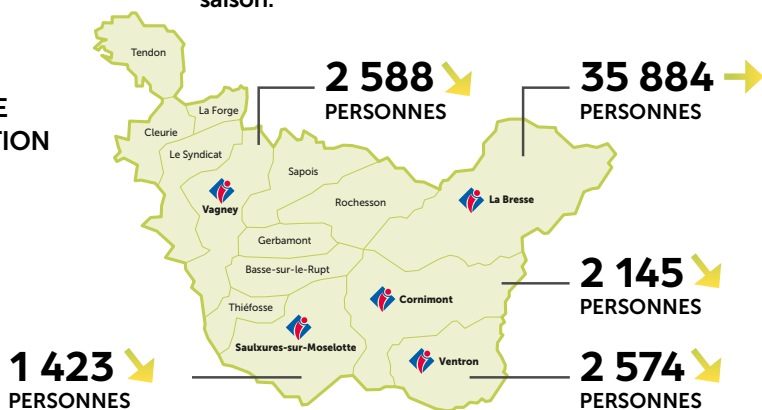 saison.
E
TION
Tendon
2 588
PERSONNES
35 884
PERSONNES
La Forge
Cleurie
Le Syndicat
Sapois
Vagney
Rochesson
La Bresse
Gerbamont
Basse-sur-le-Rupt
Cornimont
2 145
PERSONNES
Thiéfosse
Saulxures-sur-Moselotte
Ventron
1 423
PERSONNES
2 574
PERSONNES